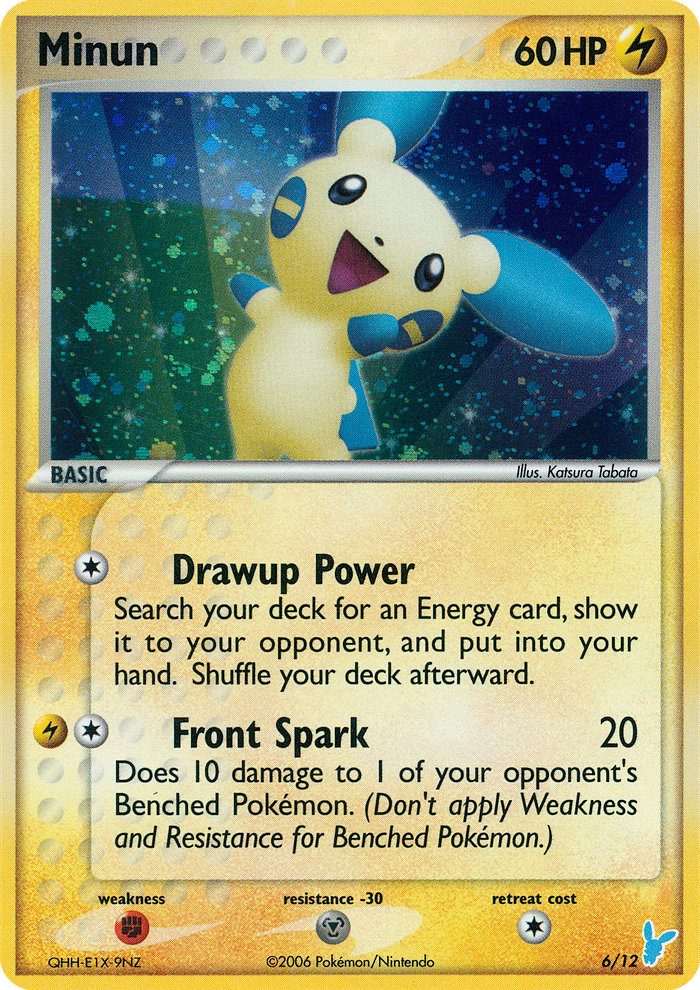 Minun 60 HP
BASIC
Illus. Katsura Tabata
Drawup Power
Search your deck for an Energy card, show
it to your opponent, and put into your
hand. Shuffle your deck afterward.
Front Spark 20
Does 10 damage to 1 of your opponent's
Benched Pokémon. (Don't apply Weakness
and Resistance for Benched Pokémon.)
weakness resistance -30 retreat cost
QHH-E1X-9NZ ©2006 Pokémon/Nintendo 6/12